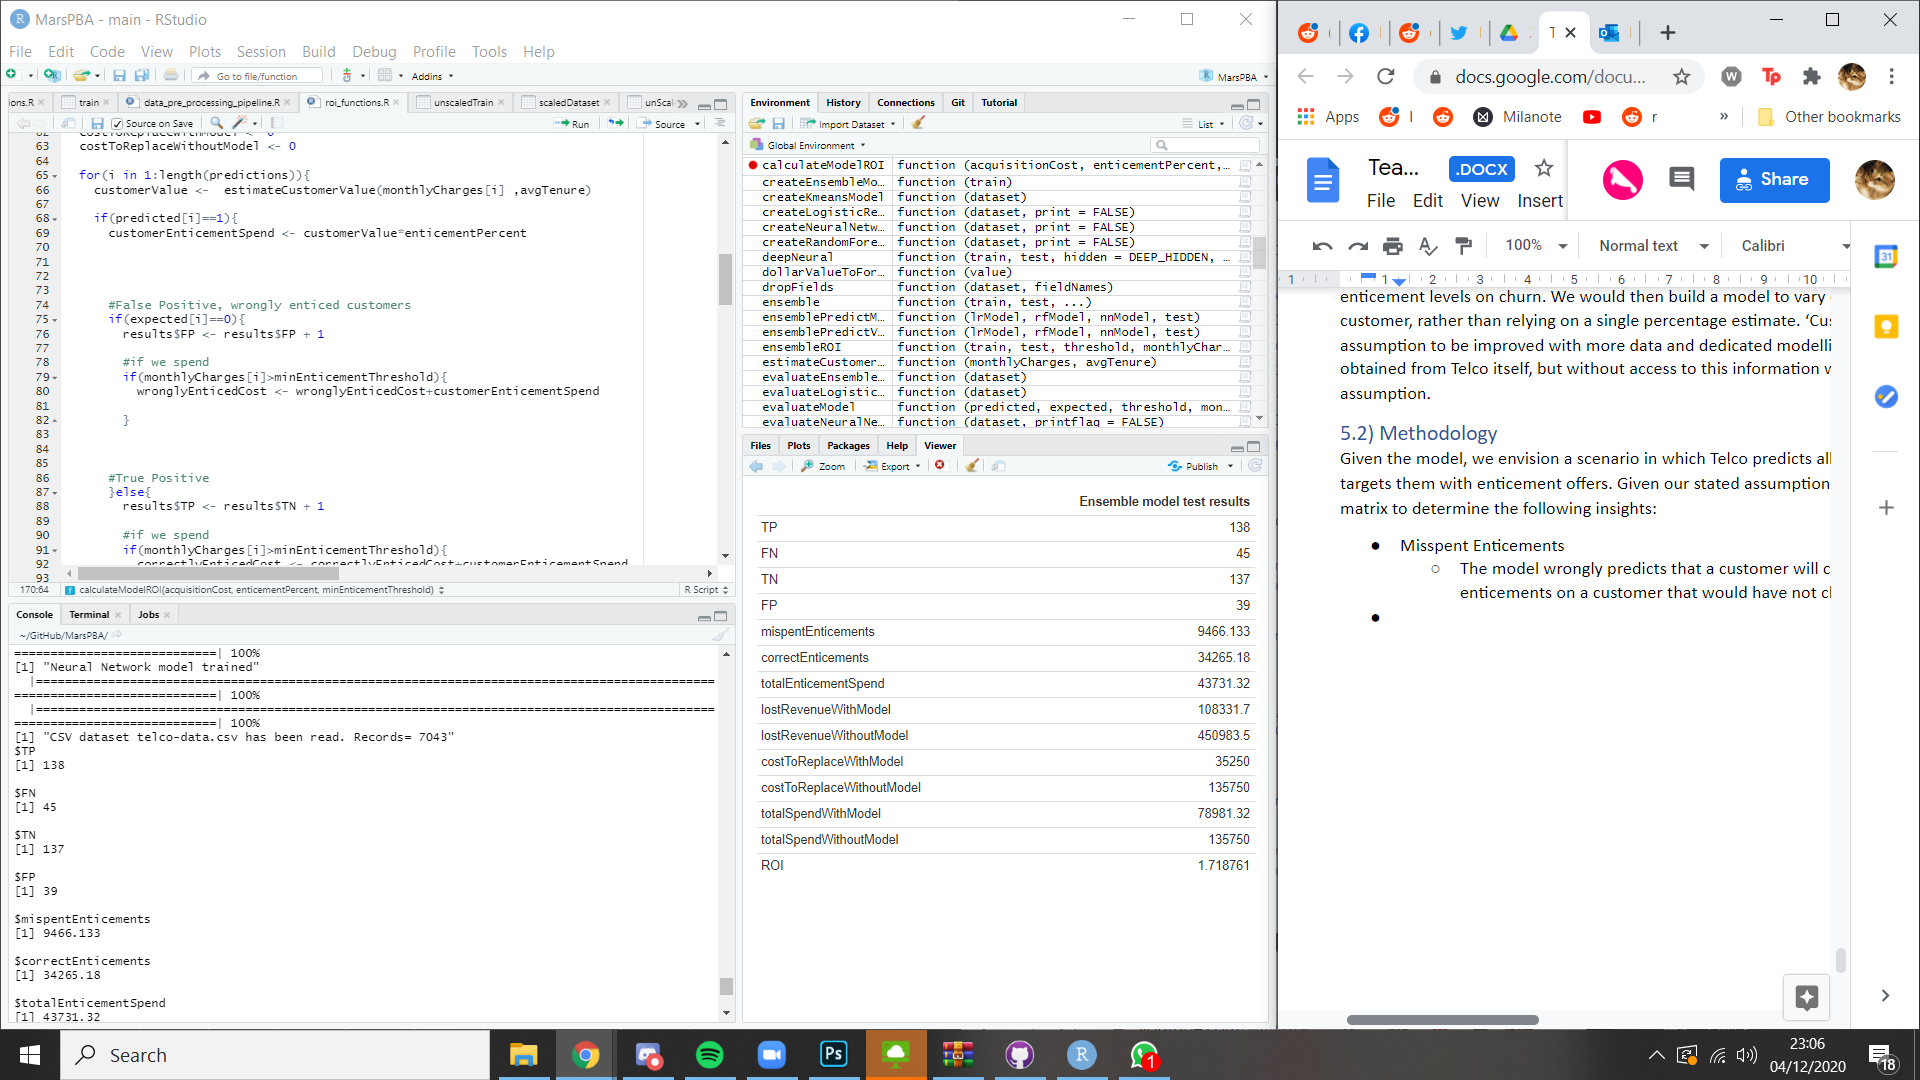 MarsPBA - main - RStudio
File Edit Code View Plots Session Build Debug Profile Tools Help
Go to file/function
Addins
MarsPBA
ions.R
train
data_pre_processing_pipeline.R
roi_functions.R
unscaledTrain
scaledDataset
unScal
Source on Save
Run
Source
63 costToReplaceWithoutModel <- 0
64
65 for(i in 1:length(predictions)){
66 customerValue <- estimateCustomerValue(monthlyCharges[i] ,avgTenure)
67
68 if(predicted[i]==1){
69 customerEnticementSpend <- customerValue*enticementPercent
70
71
72
73
74 #False Positive, wrongly enticed customers
75 if(expected[i]==0){
76 results$FP <- results$FP + 1
77
78 #if we spend
79 if(monthlyCharges[i]>minEnticementThreshold){
80 wronglyEnticedCost <- wronglyEnticedCost+customerEnticementSpend
81
82 }
83
84
85
86 #True Positive
87 }else{
88 results$TP <- results$TN + 1
89
90 #if we spend
91 if(monthlyCharges[i]>minEnticementThreshold){
92 correctlyEnticedCost <- correctlyEnticedCost+customerEnticementSpend
93
170:64 calculateModelROI(acquisitionCost, enticementPercent, minEnticementThreshold) R Script
Console Terminal Jobs
~/GitHub/MarsPBA/
============================| 100%
[1] "Neural Network model trained"
============================| 100%
============================| 100%
[1] "CSV dataset telco-data.csv has been read. Records= 7043"
$TP
[1] 138
$FN
[1] 45
$TN
[1] 137
$FP
[1] 39
$mispentEnticements
[1] 9466.133
$correctEnticements
[1] 34265.18
$totalEnticementSpend
[1] 43731.32
Environment History Connections Git Tutorial
Import Dataset
List
Global Environment
calculateModelROI function (acquisitionCost, enticementPercent,…
createEnsembleMo… function (train)
createKmeansModel function (dataset)
createLogisticRe… function (dataset, print = FALSE)
createNeuralNetw… function (dataset, print = FALSE)
createRandomFore… function (dataset, print = FALSE)
deepNeural function (train, test, hidden = DEEP_HIDDEN, …
dollarValueToFor… function (value)
dropFields function (dataset, fieldNames)
ensemble function (train, test, ...)
ensemblePredictM… function (lrModel, rfModel, nnModel, test)
ensemblePredictV… function (lrModel, rfModel, nnModel, test)
ensembleROI function (train, test, threshold, monthlyChar…
estimateCustomer… function (monthlyCharges, avgTenure)
evaluateEnsemble… function (dataset)
evaluateLogistic… function (dataset)
evaluateModel function (predicted, expected, threshold, mon…
evaluateNeuralNe… function (dataset, printflag = FALSE)
Files Plots Packages Help Viewer
Zoom Export Publish
Ensemble model test results
TP 138
FN 45
TN 137
FP 39
mispentEnticements 9466.133
correctEnticements 34265.18
totalEnticementSpend 43731.32
lostRevenueWithModel 108331.7
lostRevenueWithoutModel 450983.5
costToReplaceWithModel 35250
costToReplaceWithoutModel 135750
totalSpendWithModel 78981.32
totalSpendWithoutModel 135750
ROI 1.718761
docs.google.com/docu...
Apps
Milanote
r
»
Other bookmarks
Tea...
.DOCX
Share
File Edit View Insert
100%
Normal text
Calibri
1 1 2 3 4 5 6 7 8 9 10
enticement levels on churn. We would then build a model to vary
customer, rather than relying on a single percentage estimate. ‘Cus
assumption to be improved with more data and dedicated modelli
obtained from Telco itself, but without access to this information w
assumption.
5.2) Methodology
Given the model, we envision a scenario in which Telco predicts all
targets them with enticement offers. Given our stated assumption
matrix to determine the following insights:
● Misspent Enticements
○ The model wrongly predicts that a customer will c
enticements on a customer that would have not cl
●
Search
Ps
1
23:06
04/12/2020
18